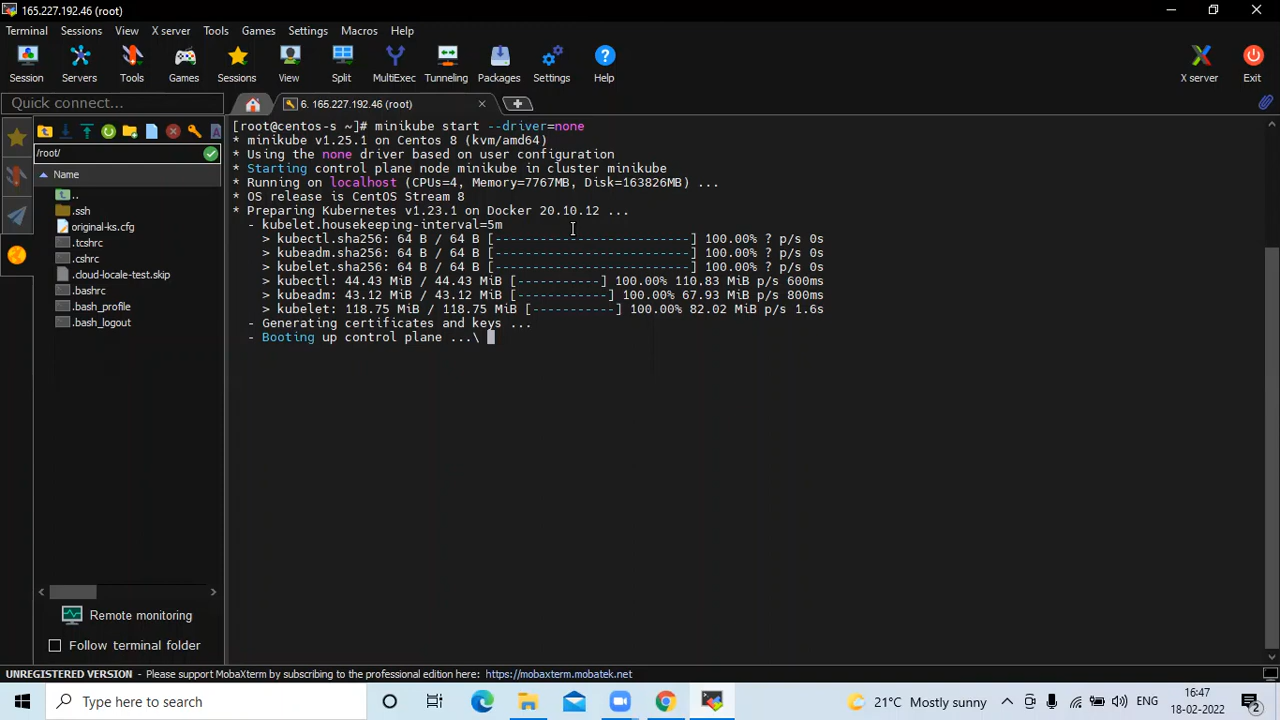 165.227.192.46 (root)
Terminal Sessions View X server Tools Games Settings Macros Help
Session Servers Tools Games Sessions View Split MultiExec Tunneling Packages Settings Help X server Exit
Quick connect...
6. 165.227.192.46 (root)
/root/
Name
..
.ssh
original-ks.cfg
.tcshrc
.cshrc
.cloud-locale-test.skip
.bashrc
.bash_profile
.bash_logout
Remote monitoring
Follow terminal folder
[root@centos-s ~]# minikube start --driver=none
* minikube v1.25.1 on Centos 8 (kvm/amd64)
* Using the none driver based on user configuration
* Starting control plane node minikube in cluster minikube
* Running on localhost (CPUs=4, Memory=7767MB, Disk=163826MB) ...
* OS release is CentOS Stream 8
* Preparing Kubernetes v1.23.1 on Docker 20.10.12 ...
- kubelet.housekeeping-interval=5m
> kubectl.sha256: 64 B / 64 B [--------------------------] 100.00% ? p/s 0s
> kubeadm.sha256: 64 B / 64 B [--------------------------] 100.00% ? p/s 0s
> kubelet.sha256: 64 B / 64 B [--------------------------] 100.00% ? p/s 0s
> kubectl: 44.43 MiB / 44.43 MiB [-----------] 100.00% 110.83 MiB p/s 600ms
> kubeadm: 43.12 MiB / 43.12 MiB [------------] 100.00% 67.93 MiB p/s 800ms
> kubelet: 118.75 MiB / 118.75 MiB [-----------] 100.00% 82.02 MiB p/s 1.6s
- Generating certificates and keys ...
- Booting up control plane ...\
UNREGISTERED VERSION - Please support MobaXterm by subscribing to the professional edition here: https://mobaxterm.mobatek.net
Type here to search
21°C Mostly sunny
ENG
16:47
18-02-2022
2